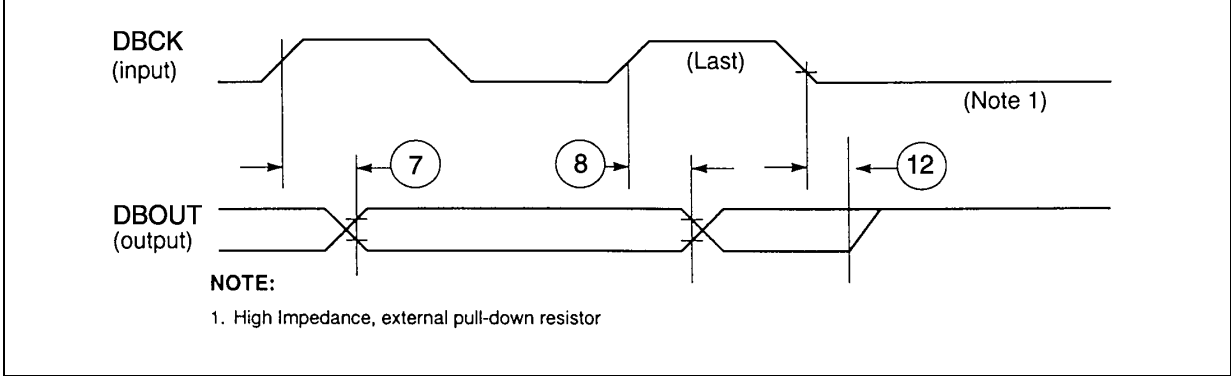 DBCK
(input)
(Last)
(Note 1)
7
8
12
DBOUT
(output)
NOTE:
1. High Impedance, external pull-down resistor